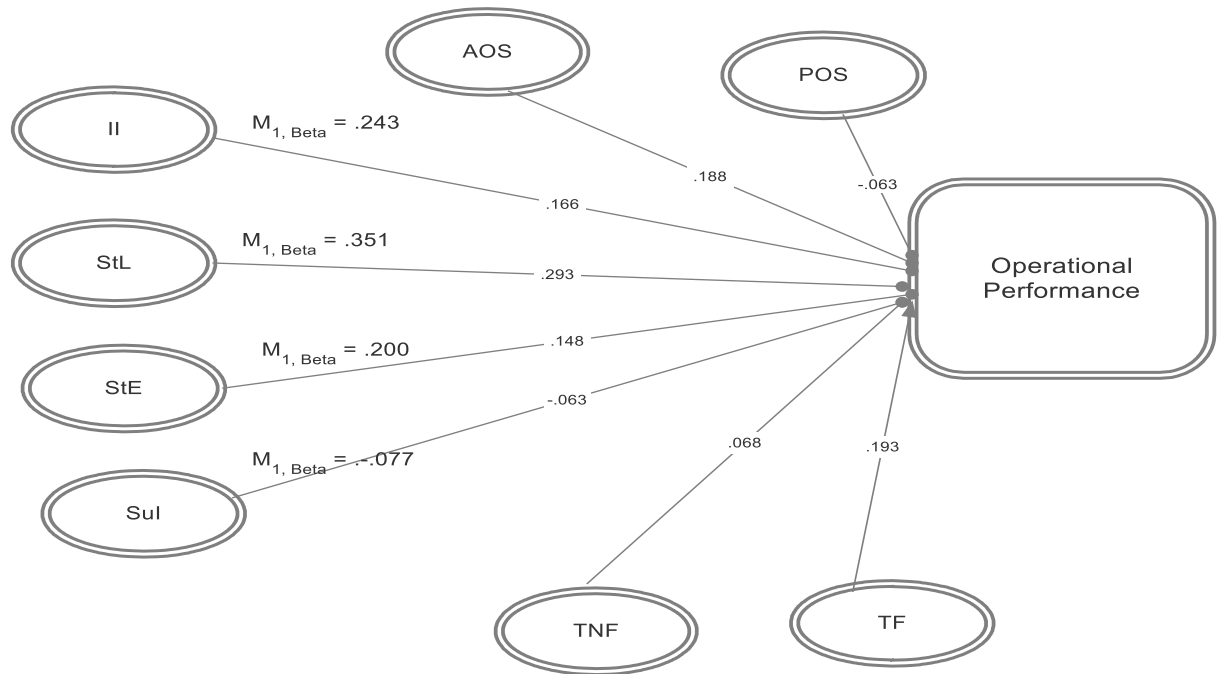 AOS
POS
II
M1, Beta = .243
.188
-.063
.166
StL
M1, Beta = .351
.293
Operational
Performance
StE
M1, Beta = .200
.148
-.063
SuI
M1, Beta = .-.077
.068
.193
TNF
TF